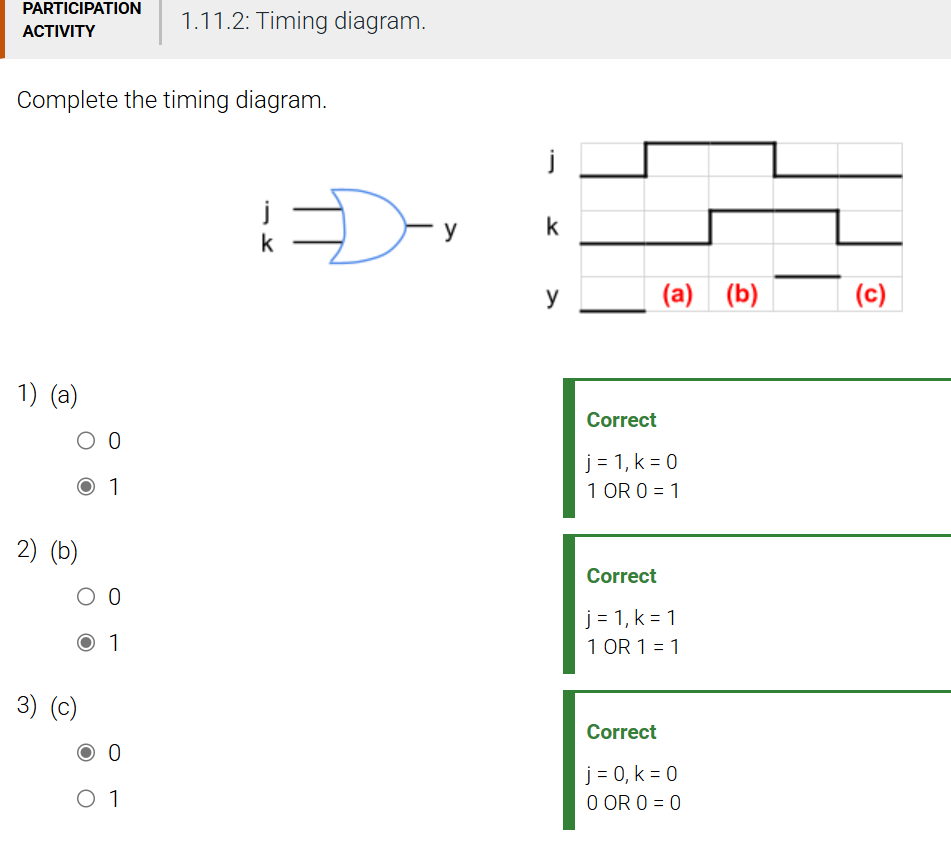 PARTICIPATION
ACTIVITY
1.11.2: Timing diagram.
Complete the timing diagram.
j
k
y
j
k
y
(a) (b) (c)
1) (a)
0
1
Correct
j = 1, k = 0
1 OR 0 = 1
2) (b)
0
1
Correct
j = 1, k = 1
1 OR 1 = 1
3) (c)
0
1
Correct
j = 0, k = 0
0 OR 0 = 0